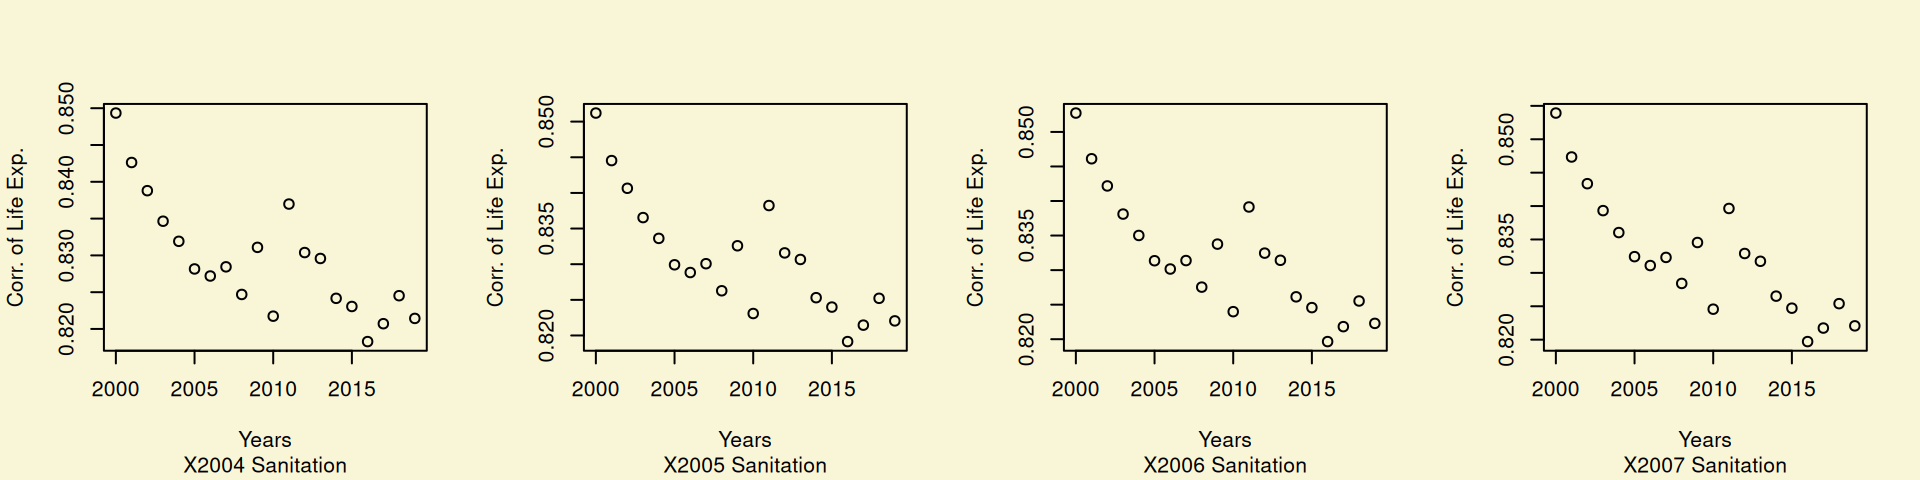 Corr. of Life Exp.
0.820 0.830 0.840 0.850
2000 2005 2010 2015
Years
X2004 Sanitation
Corr. of Life Exp.
0.820 0.835 0.850
2000 2005 2010 2015
Years
X2005 Sanitation
Corr. of Life Exp.
0.820 0.835 0.850
2000 2005 2010 2015
Years
X2006 Sanitation
Corr. of Life Exp.
0.820 0.835 0.850
2000 2005 2010 2015
Years
X2007 Sanitation